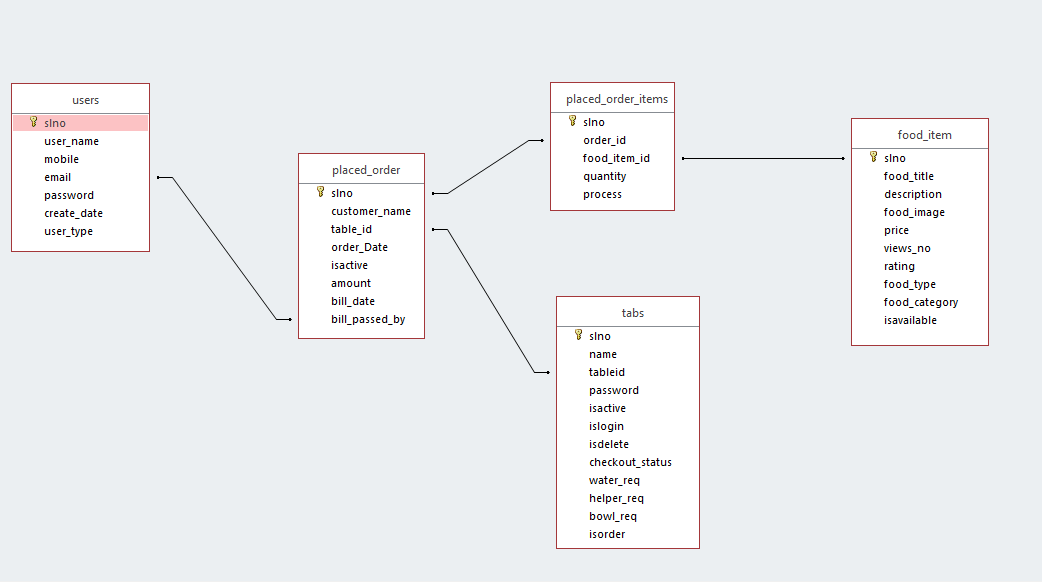 users
slno
user_name
mobile
email
password
create_date
user_type
placed_order
slno
customer_name
table_id
order_Date
isactive
amount
bill_date
bill_passed_by
placed_order_items
slno
order_id
food_item_id
quantity
process
tabs
slno
name
tableid
password
isactive
islogin
isdelete
checkout_status
water_req
helper_req
bowl_req
isorder
food_item
slno
food_title
description
food_image
price
views_no
rating
food_type
food_category
isavailable